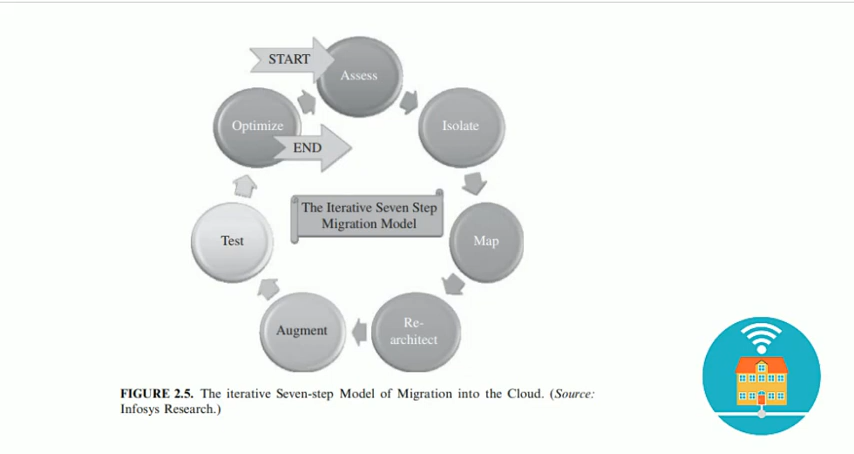 START
Assess
Isolate
Map
Re-
architect
Augment
Test
Optimize
END
The Iterative Seven Step
Migration Model
FIGURE 2.5. The iterative Seven-step Model of Migration into the Cloud. (Source:
Infosys Research.)